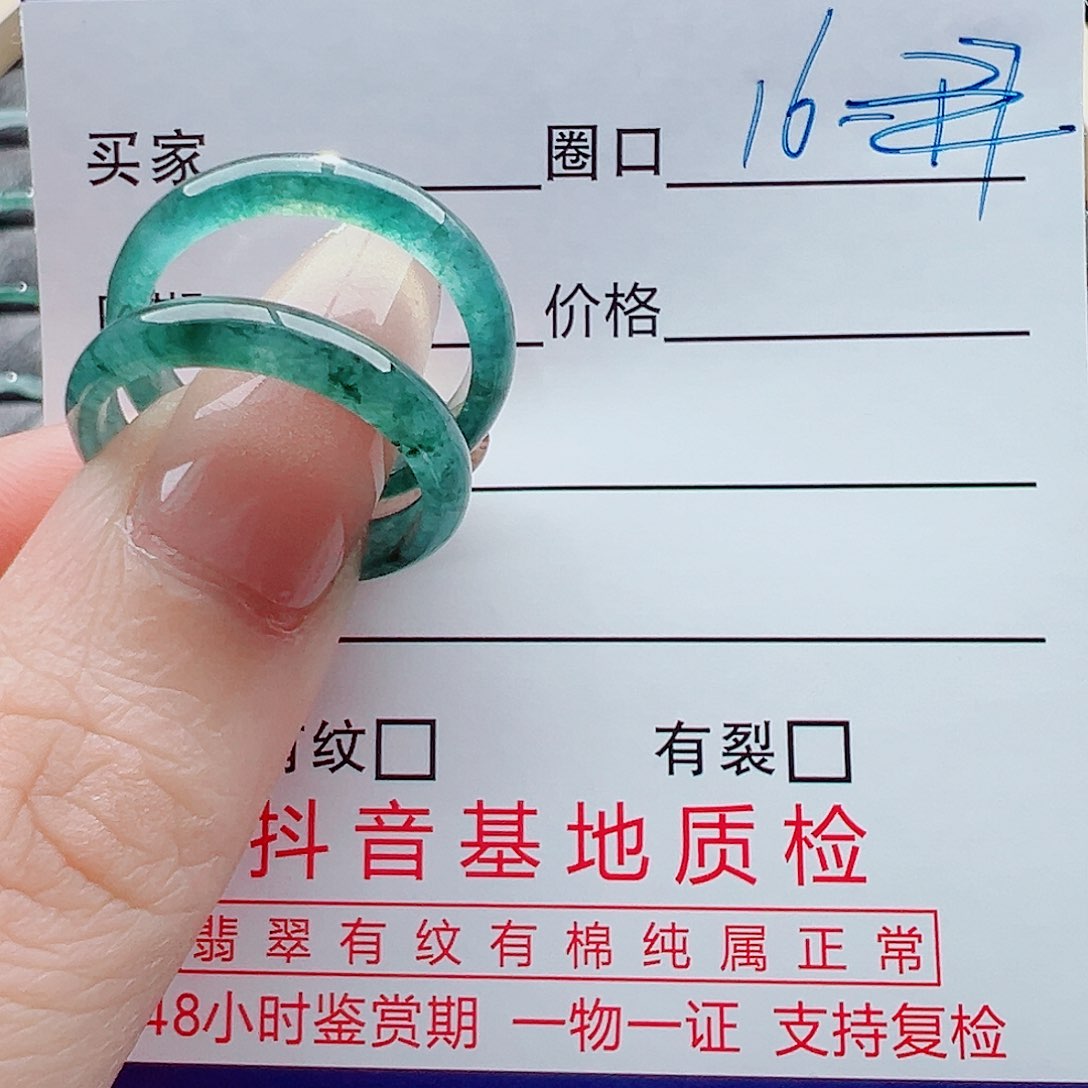 买家 圈口 16
价格
纹□ 有裂□
抖音基地质检
翡翠有纹有棉纯属正常
48小时鉴赏期 一物一证 支持复检